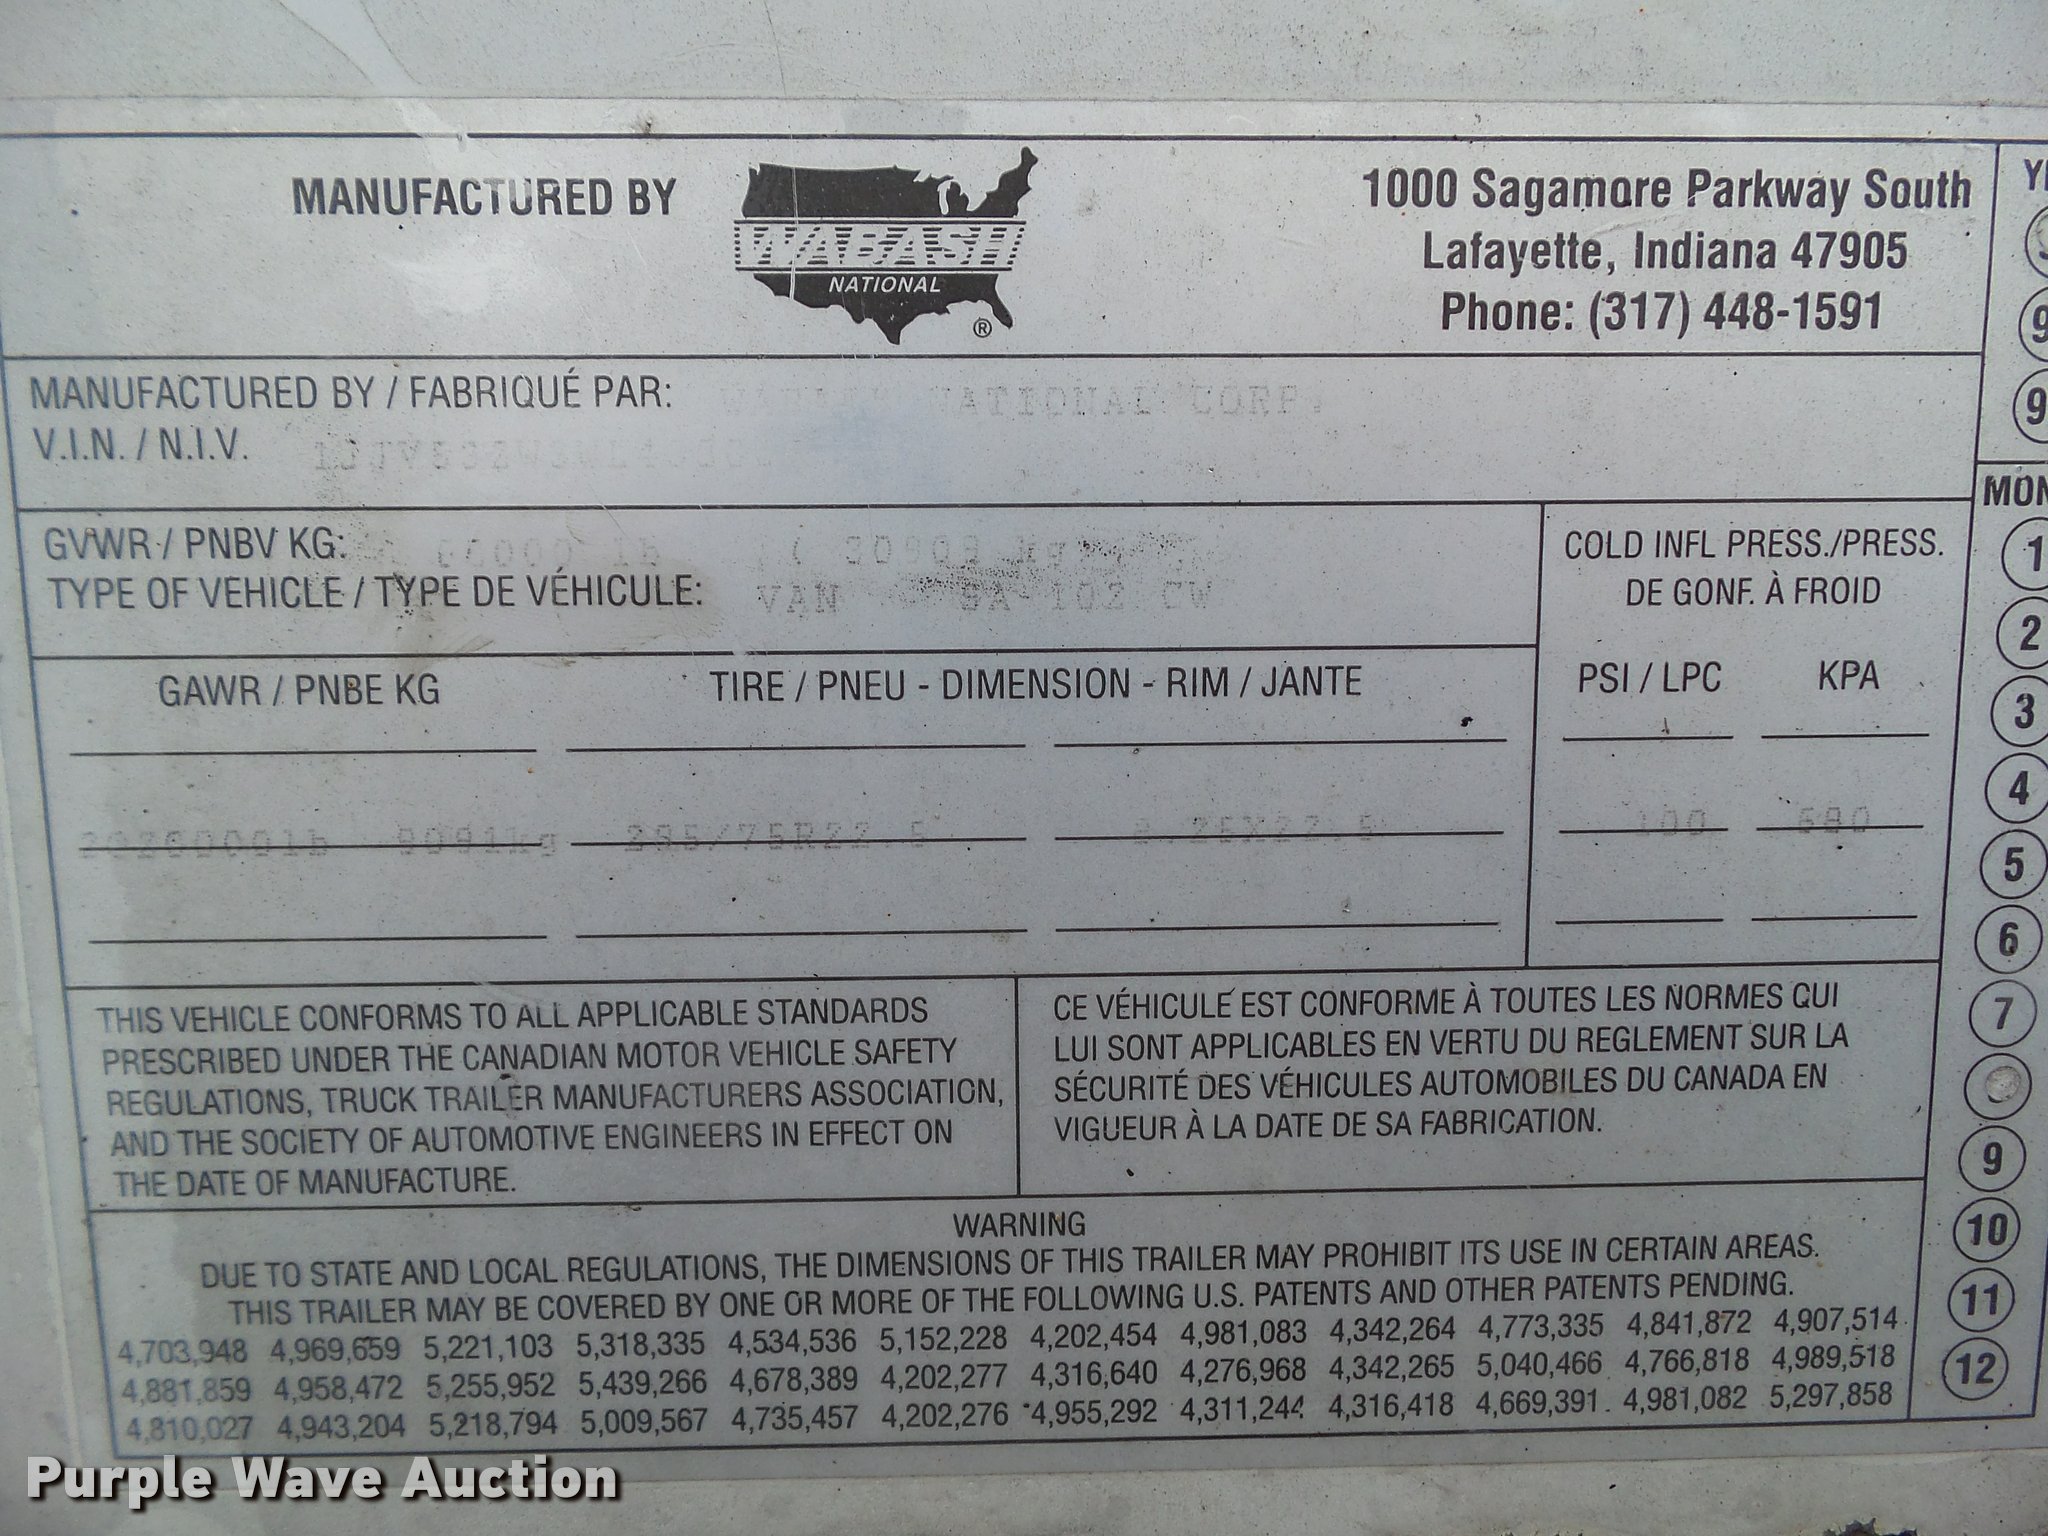 MANUFACTURED BY
WABASH
NATIONAL
®
1000 Sagamore Parkway South
Lafayette, Indiana 47905
Phone: (317) 448-1591
MANUFACTURED BY / FABRIQUÉ PAR: NATIONAL CORP.
V.I.N. / N.I.V.
GVWR / PNBV KG:
TYPE OF VEHICLE / TYPE DE VÉHICULE: VAN 102 CW
COLD INFL PRESS./PRESS.
DE GONF. À FROID
GAWR / PNBE KG TIRE / PNEU - DIMENSION - RIM / JANTE PSI / LPC KPA
9091kg 285/75R22.5 100 690
THIS VEHICLE CONFORMS TO ALL APPLICABLE STANDARDS
PRESCRIBED UNDER THE CANADIAN MOTOR VEHICLE SAFETY
REGULATIONS, TRUCK TRAILER MANUFACTURERS ASSOCIATION,
AND THE SOCIETY OF AUTOMOTIVE ENGINEERS IN EFFECT ON
THE DATE OF MANUFACTURE.
CE VÉHICULE EST CONFORME À TOUTES LES NORMES QUI
LUI SONT APPLICABLES EN VERTU DU REGLEMENT SUR LA
SÉCURITÉ DES VÉHICULES AUTOMOBILES DU CANADA EN
VIGUEUR À LA DATE DE SA FABRICATION.
WARNING
DUE TO STATE AND LOCAL REGULATIONS, THE DIMENSIONS OF THIS TRAILER MAY PROHIBIT ITS USE IN CERTAIN AREAS.
THIS TRAILER MAY BE COVERED BY ONE OR MORE OF THE FOLLOWING U.S. PATENTS AND OTHER PATENTS PENDING.
4,703,948 4,969,659 5,221,103 5,318,335 4,534,536 5,152,228 4,202,454 4,981,083 4,342,264 4,773,335 4,841,872 4,907,514
4,881,859 4,958,472 5,255,952 5,439,266 4,678,389 4,202,277 4,316,640 4,276,968 4,342,265 5,040,466 4,766,818 4,989,518
4,810,027 4,943,204 5,218,794 5,009,567 4,735,457 4,202,276 4,955,292 4,311,244 4,316,418 4,669,391 4,981,082 5,297,858
9
9
MON
1
2
3
4
5
6
7
9
10
11
12
Purple Wave Auction